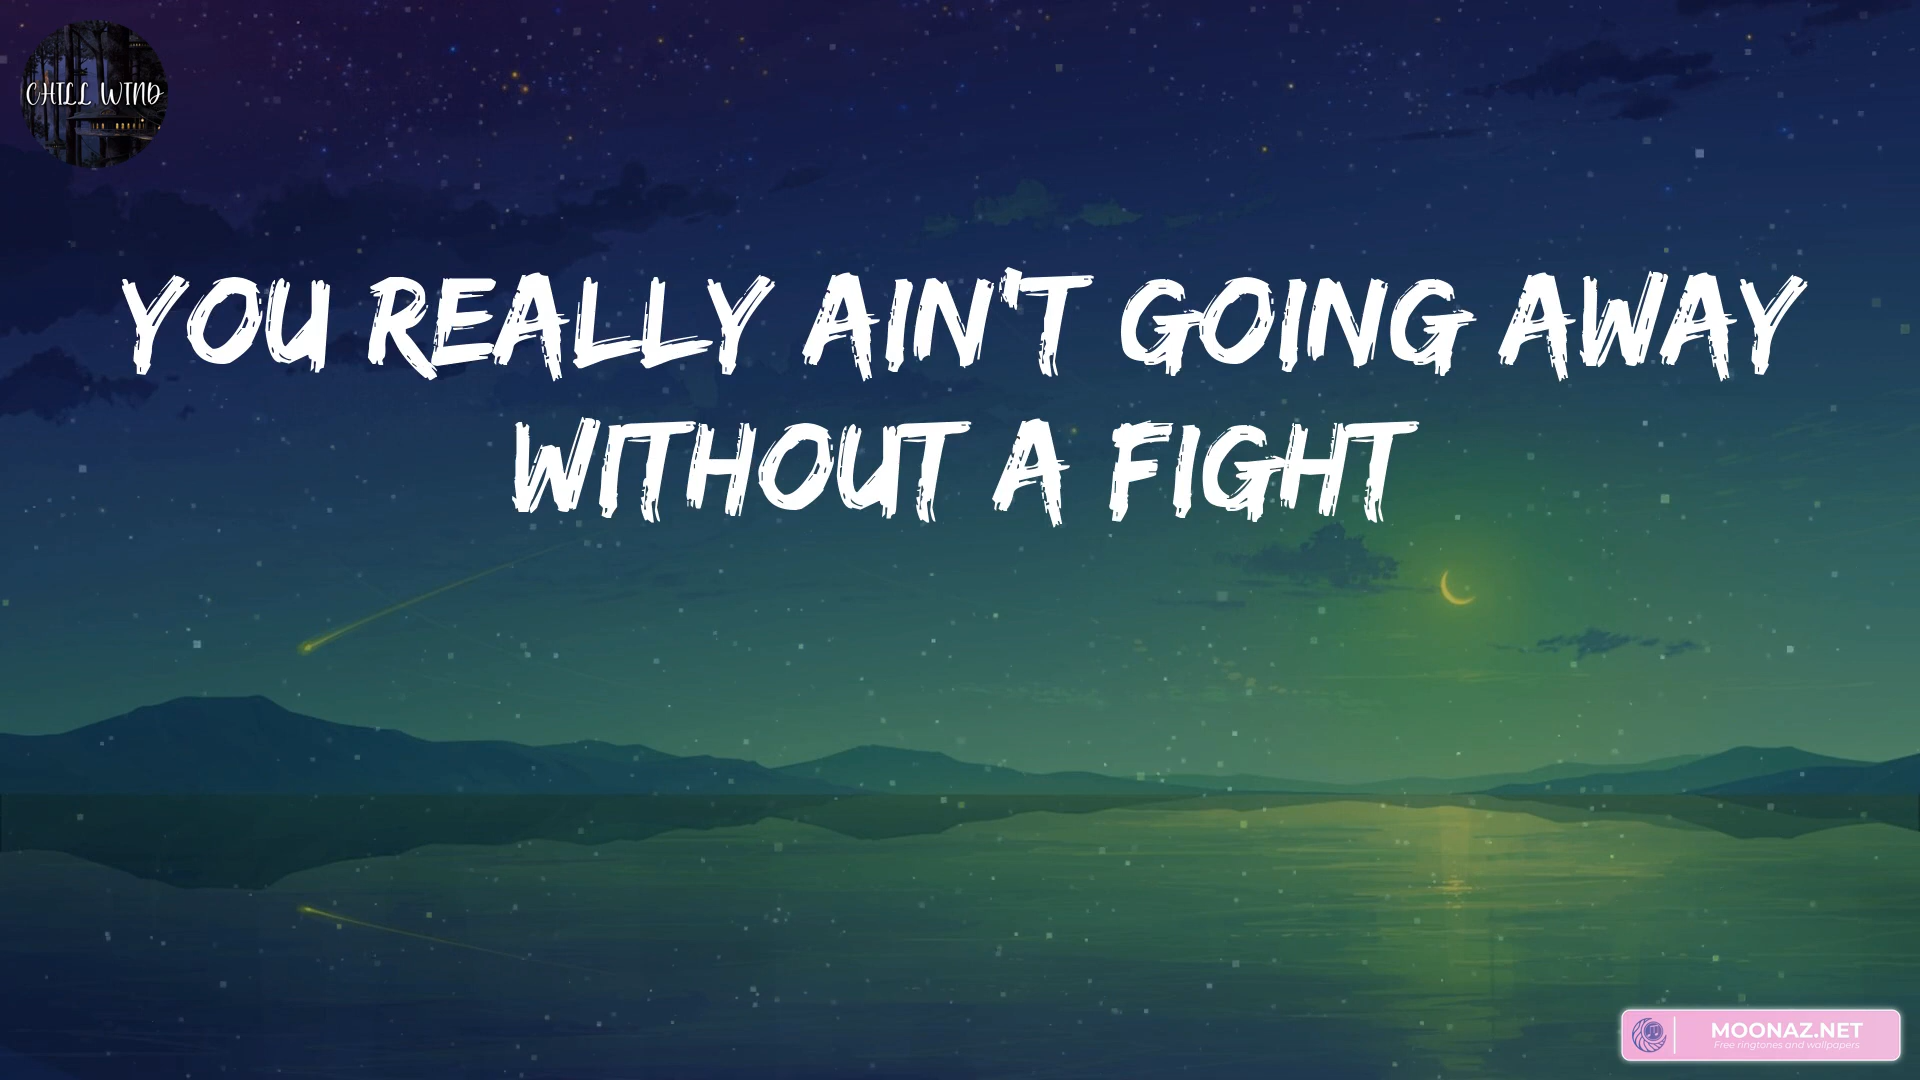 CHILL WIND
YOU REALLY AIN'T GOING AWAY
WITHOUT A FIGHT
MOONAZ.NET
Free ringtones and wallpapers